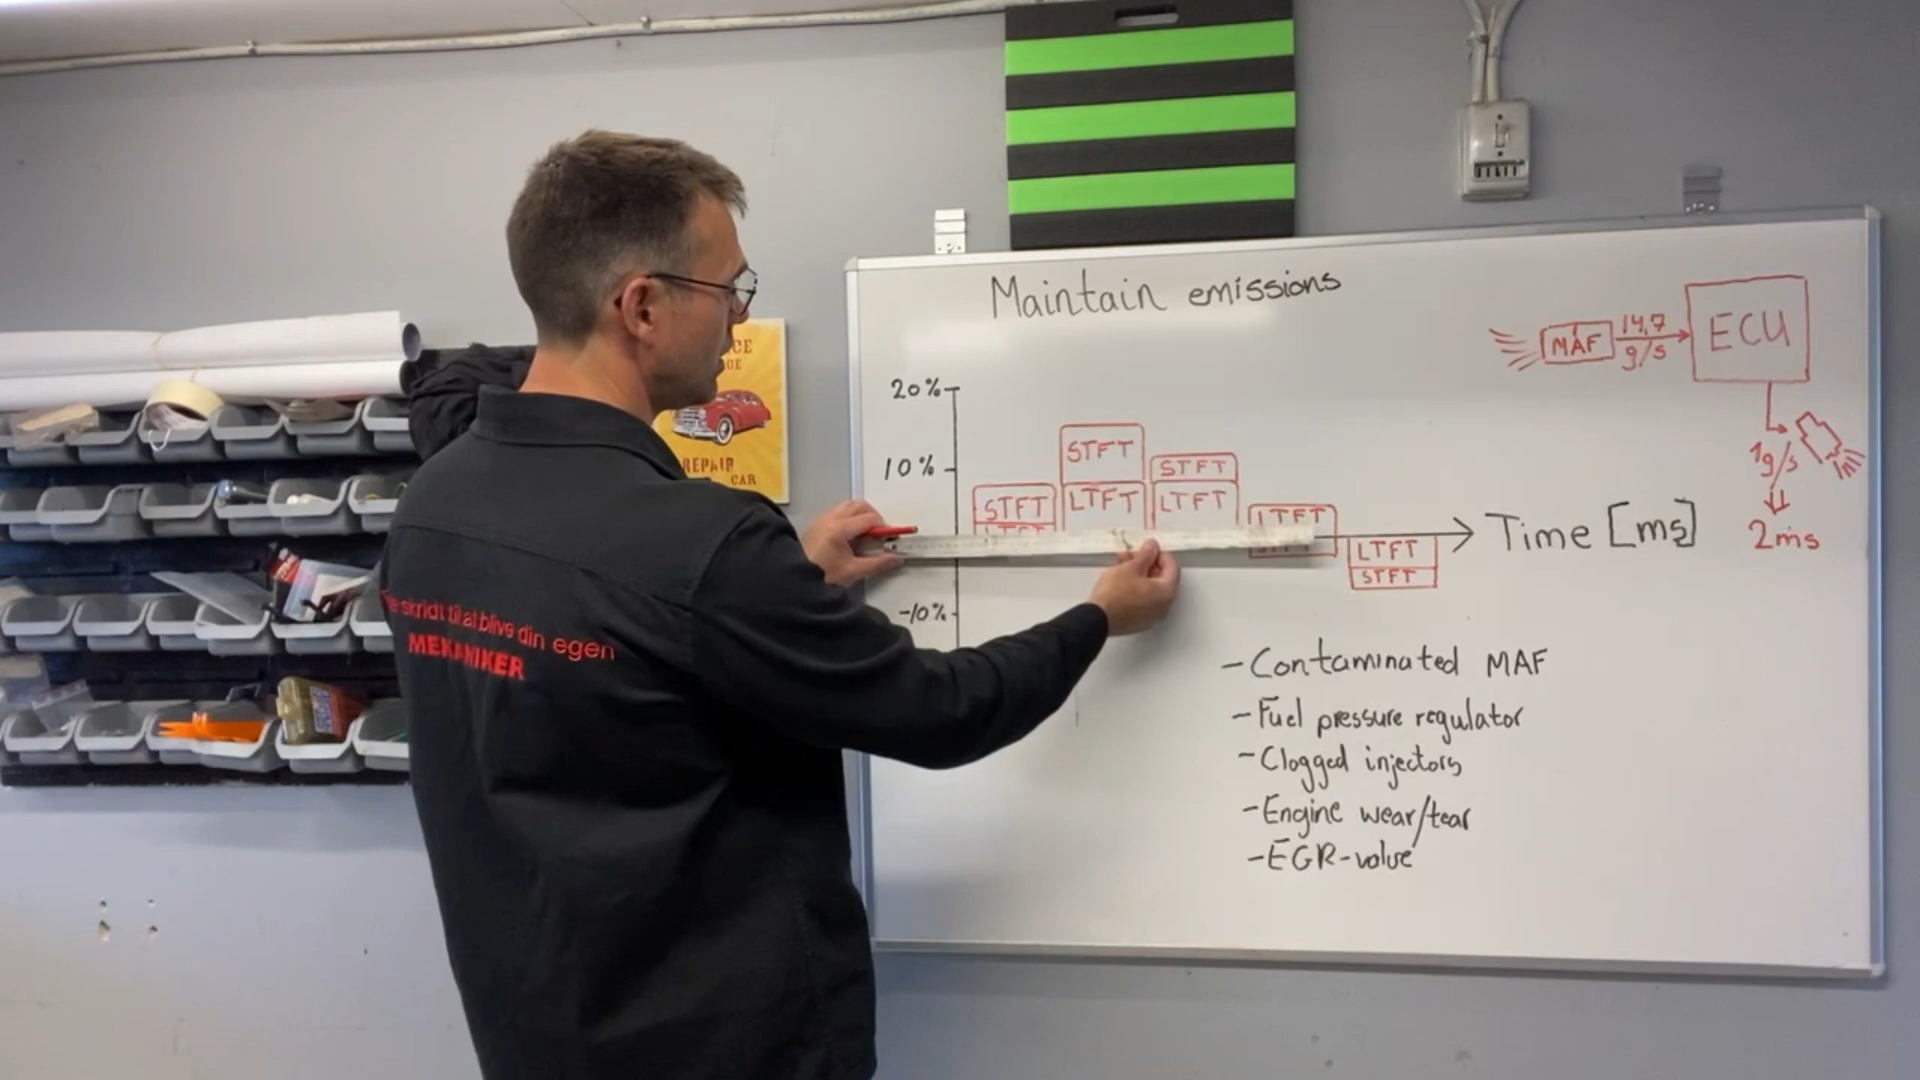 Maintain emissions
MAF
14,7
g/s
ECU
1g/s
2ms
20%
10%
-10%
STFT
LTFT
STFT
LTFT
STFT
LTFT
LTFT
STFT
LTFT
STFT
Time [ms]
-Contaminated MAF
-Fuel pressure regulator
-Clogged injectors
-Engine wear/tear
-EGR-valve
skridt til at blive din egen
MEKANIKER
REPAIR
CAR